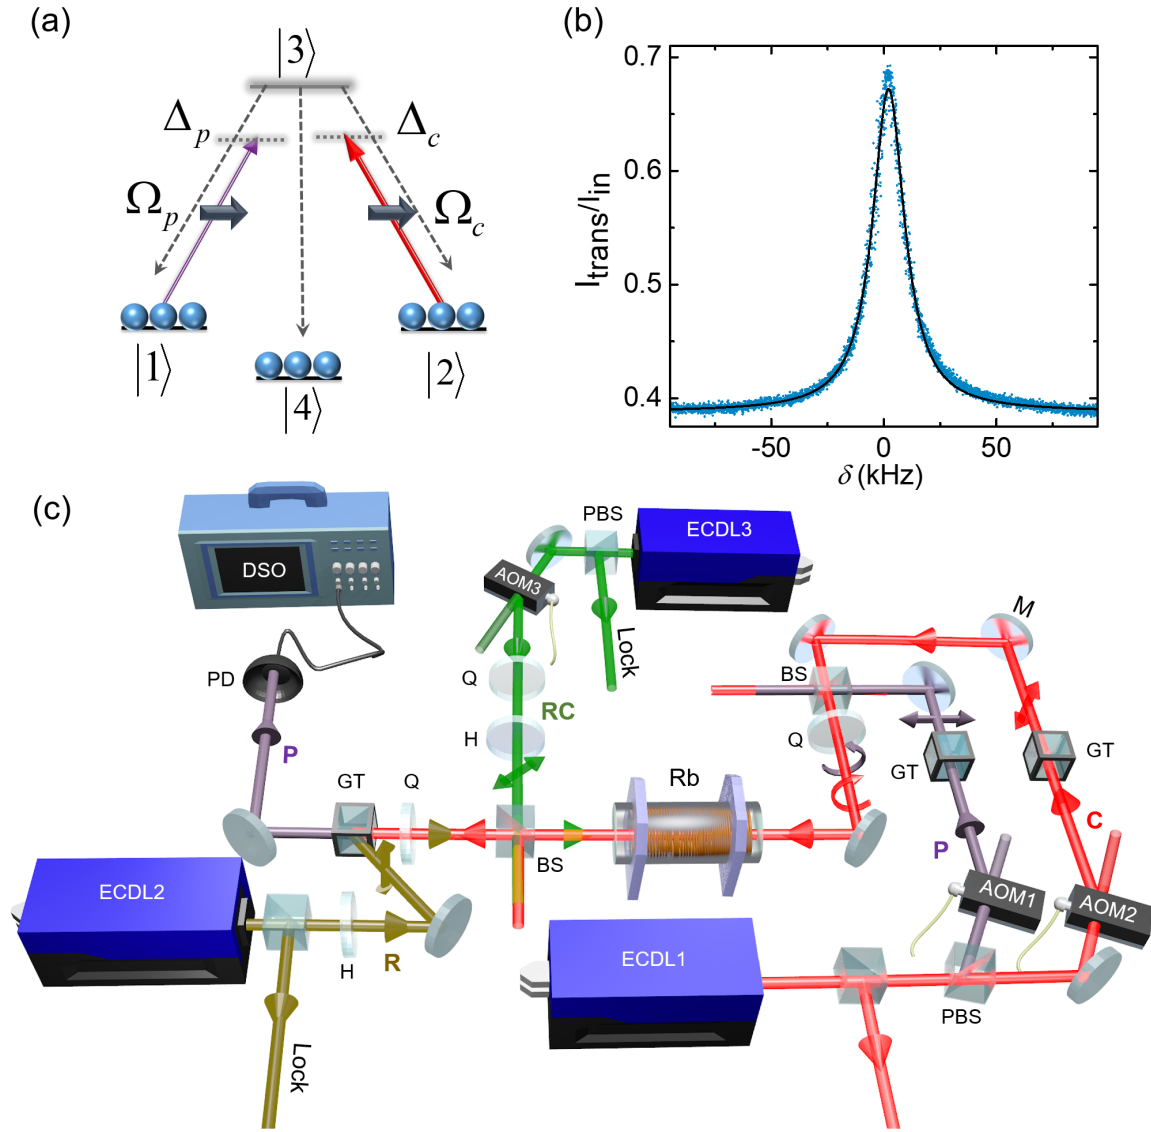 (a)
|3⟩
Δp
Δc
Ωp
Ωc
|1⟩
|2⟩
|4⟩
(b)
0.7
0.6
0.5
0.4
Itrans/Iin
-50
0
50
δ (kHz)
(c)
DSO
PBS
ECDL3
AOM3
Lock
PD
Q
RC
H
P
GT
Q
BS
Rb
M
BS
Q
GT
GT
C
P
AOM1
AOM2
ECDL2
H
R
Lock
ECDL1
PBS